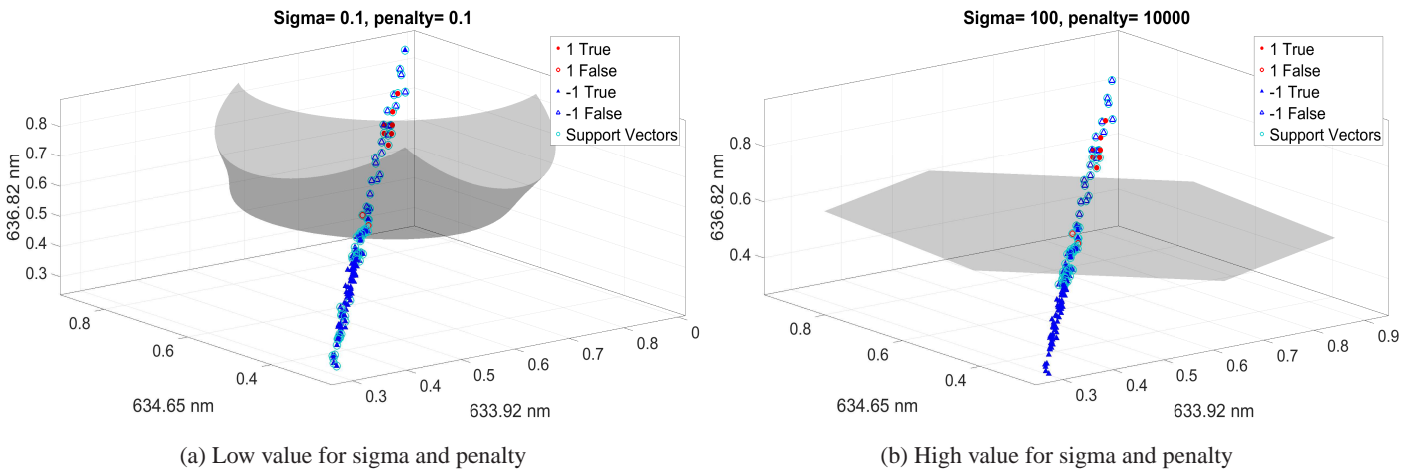 Sigma= 0.1, penalty= 0.1
1 True
1 False
-1 True
-1 False
Support Vectors
636.82 nm
0.8
0.7
0.6
0.5
0.4
0.3
0.8
0.6
0.4
634.65 nm
0.3
0.4
0.5
0.6
0.7
0.8
0
633.92 nm
(a) Low value for sigma and penalty
Sigma= 100, penalty= 10000
1 True
1 False
-1 True
-1 False
Support Vectors
636.82 nm
0.8
0.6
0.4
0.8
0.6
0.4
634.65 nm
0.3
0.4
0.5
0.6
0.7
0.8
0.9
633.92 nm
(b) High value for sigma and penalty